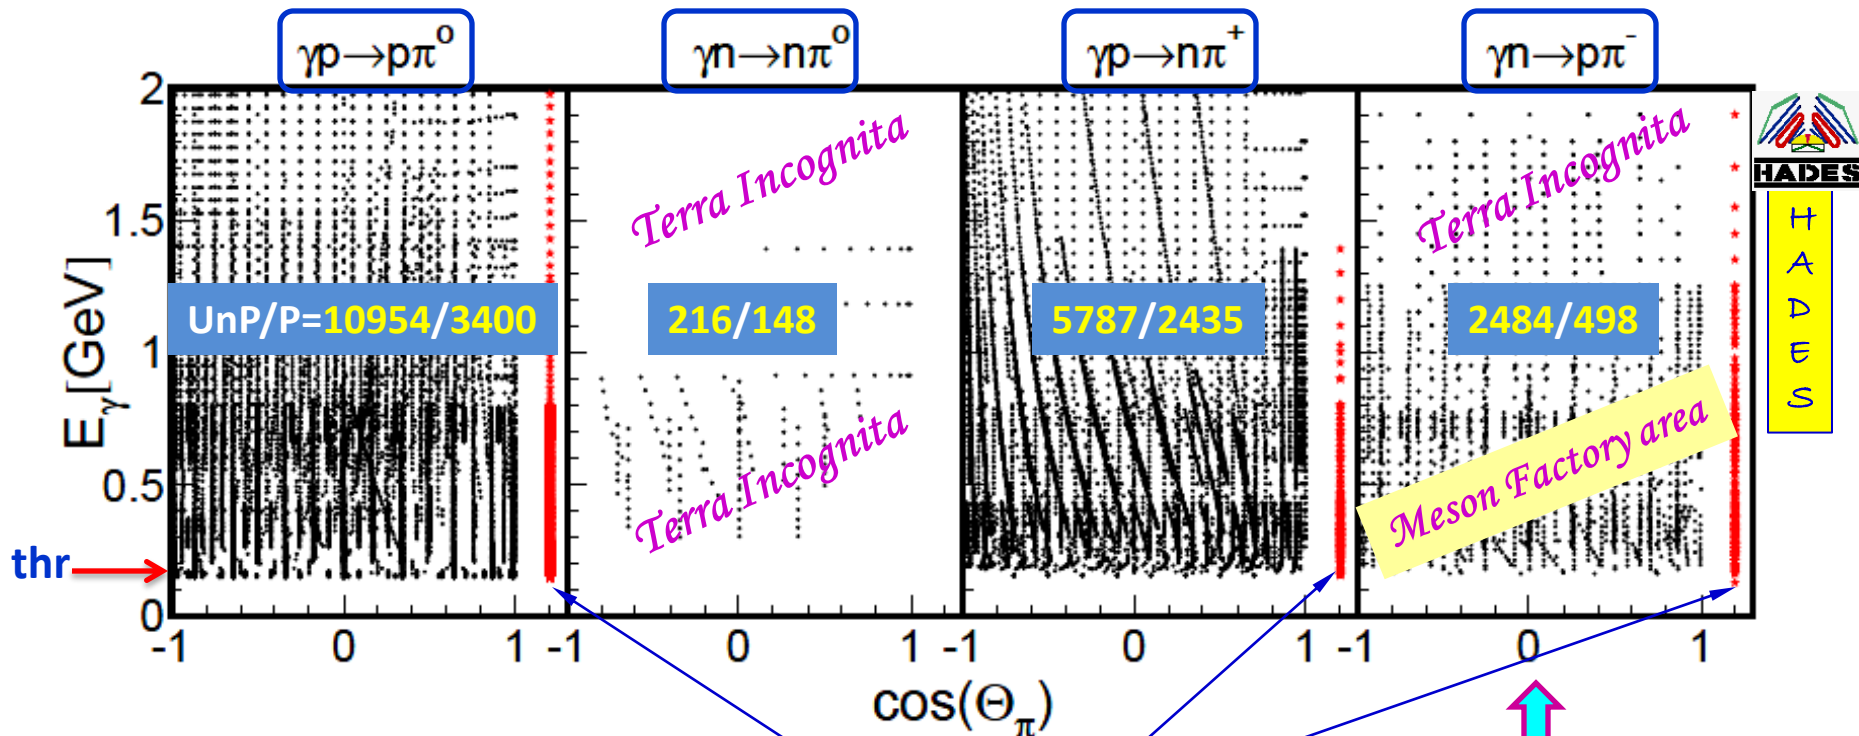 γp→pπ⁰
γn→nπ⁰
γp→nπ⁺
γn→pπ⁻
2
1.5
1
0.5
0
E_γ[GeV]
thr
UnP/P=10954/3400
Terra Incognita
216/148
Terra Incognita
5787/2435
Terra Incognita
2484/498
Meson Factory area
HADES
H
A
D
E
S
-1 0 1 -1 0 1 -1 0 1 -1 0 1
cos(Θ_π)